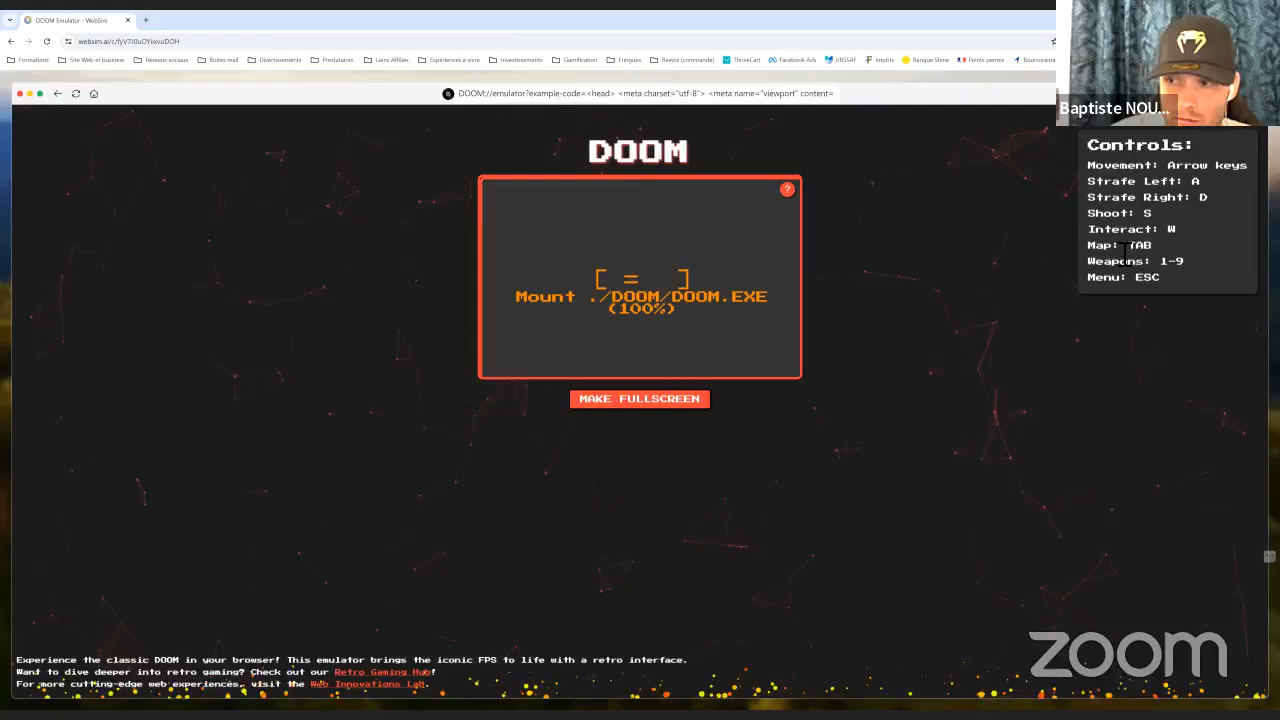 DOOM Emulator - WebSim
websim.ai/c/fyV7J0uOYiixvuDOH
Formations Site Web et business Réseaux sociaux Boites mail Divertissements Prestataires Liens Affiliés Expériences à vivre Investissements Gamification Fringues Restos (commande) ThriveCart Facebook Ads URSSAF Impôts Banque Shine Points permis Boursorama
DOOM://emulator?example-code=<head> <meta charset="utf-8"> <meta name="viewport" content=
Baptiste NOU...
DOOM
?
[ = ]
Mount ./DOOM/DOOM.EXE
(100%)
MAKE FULLSCREEN
Controls:
Movement: Arrow keys
Strafe Left: A
Strafe Right: D
Shoot: S
Interact: W
Map: TAB
Weapons: 1-9
Menu: ESC
Experience the classic DOOM in your browser! This emulator brings the iconic FPS to life with a retro interface.
Want to dive deeper into retro gaming? Check out our Retro Gaming Hub!
For more cutting-edge web experiences, visit the Web Innovations Lab.
zoom